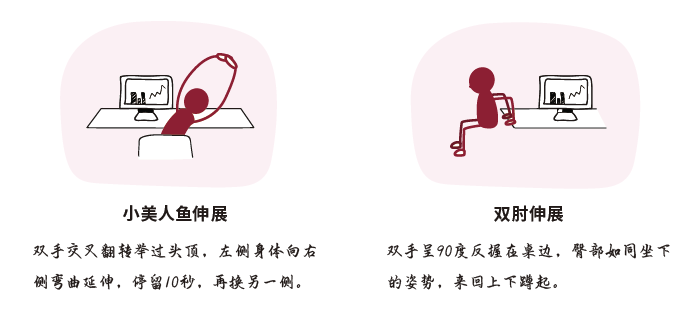 小美人鱼伸展
双手交叉翻转举过头顶，左侧身体向右
侧弯曲延伸，停留10秒，再换另一侧。
双肘伸展
双手呈90度反握在桌边，臀部如同坐下
的姿势，来回上下蹲起。